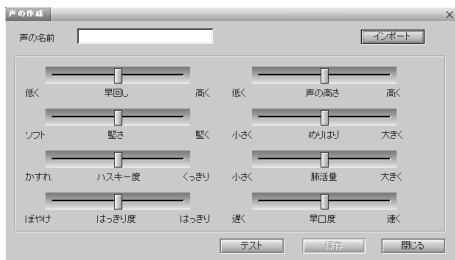 声の作成
声の名前
インポート
低く 早回し 高く 低く 声の高さ 高く
ソフト 堅さ 堅く 小さく めりはり 大きく
かすれ ハスキー度 くっきり 小さく 肺活量 大きく
ぼやけ はっきり度 はっきり 遅く 早口度 速く
テスト 保存 閉じる